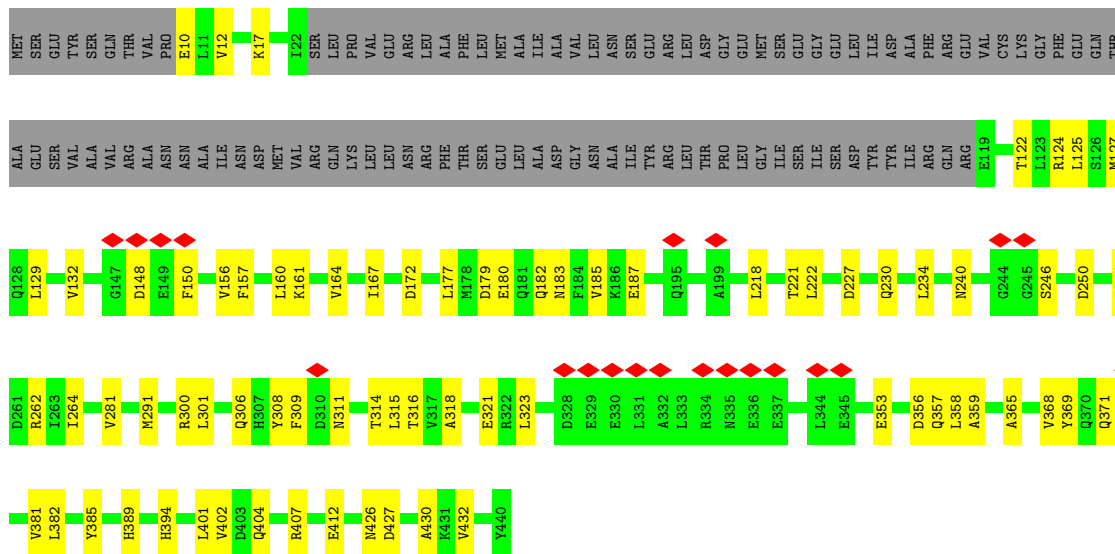 MET SER GLU TYR SER GLN THR VAL PRO E10 L11 V12 K17 I22 SER LEU PRO VAL GLU ARG LEU ALA PHE LEU MET ALA ILE ALA VAL LEU ASN SER GLU ARG LEU ASP GLY GLU MET SER GLU GLY GLU LEU ILE ASP ALA PHE ARG GLU VAL CYS LYS GLY PHE GLU GLN THR
ALA GLU SER VAL ALA VAL ARG ALA ASN ASN ALA ILE ASN ASP MET VAL ARG GLN LYS LEU LEU ASN ARG PHE THR SER GLU LEU ALA ASP GLY ASN ALA ILE TYR ARG LEU THR PRO LEU GLY ILE SER ILE SER ASP TYR TYR ILE ARG GLN ARG E119 T122 L123 R124 L125 S126 M127
Q128 L129 V132 G147 D148 E149 F150 V156 F157 L160 K161 V164 I167 D172 L177 M178 D179 E180 Q181 Q182 N183 F184 V185 K186 E187 Q195 A199 L218 T221 L222 D227 Q230 L234 N240 G244 G245 S246 D250
D261 R262 I263 I264 V281 M291 R300 L301 Q306 H307 Y308 F309 D310 N311 T314 L315 T316 V317 A318 E321 R322 L323 D328 E329 E330 L331 A332 L333 R334 N335 E336 E337 L344 E345 E353 D356 Q357 L358 A359 A365 V368 Y369 Q370 Q371
V381 L382 Y385 H389 H394 L401 V402 D403 Q404 R407 E412 N426 D427 A430 K431 V432 Y440